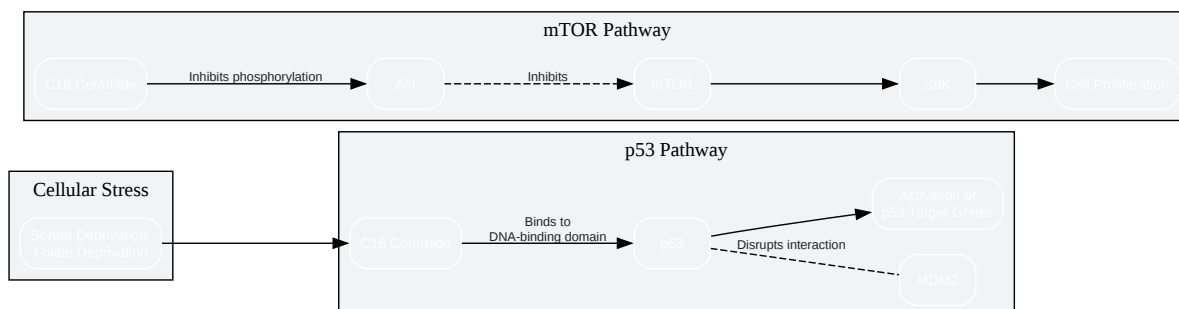 mTOR Pathway
C16 Ceramide
Inhibits phosphorylation
Akt
Inhibits
mTOR
S6K
Cell Proliferation
p53 Pathway
Cellular Stress
Serum Deprivation,
Folate Deprivation
C16 Ceramide
Binds to
DNA-binding domain
p53
Activation of
p53 Target Genes
Disrupts interaction
MDM2